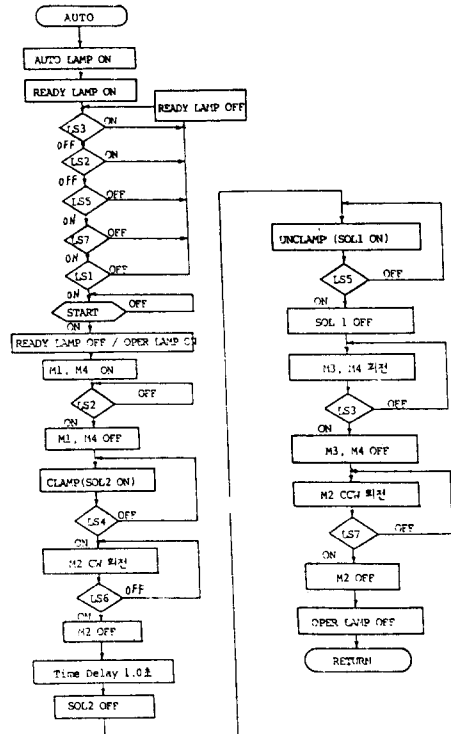 AUTO
AUTO LAMP ON
READY LAMP ON
READY LAMP OFF
LS3
ON
OFF
LS2
ON
OFF
LS5
OFF
ON
LS7
OFF
ON
LS1
OFF
ON
START
OFF
ON
READY LAMP OFF / OPER LAMP ON
M1, M4 ON
LS2
OFF
ON
M1, M4 OFF
CLAMP(SOL2 ON)
LS4
OFF
ON
M2 CW 회전
LS6
OFF
ON
M2 OFF
Time Delay 1.0초
SOL2 OFF
UNCLAMP (SOL1 ON)
LS5
OFF
ON
SOL 1 OFF
M3, M4 회전
LS3
OFF
ON
M3, M4 OFF
M2 CCW 회전
LS7
OFF
ON
M2 OFF
OPER LAMP OFF
RETURN